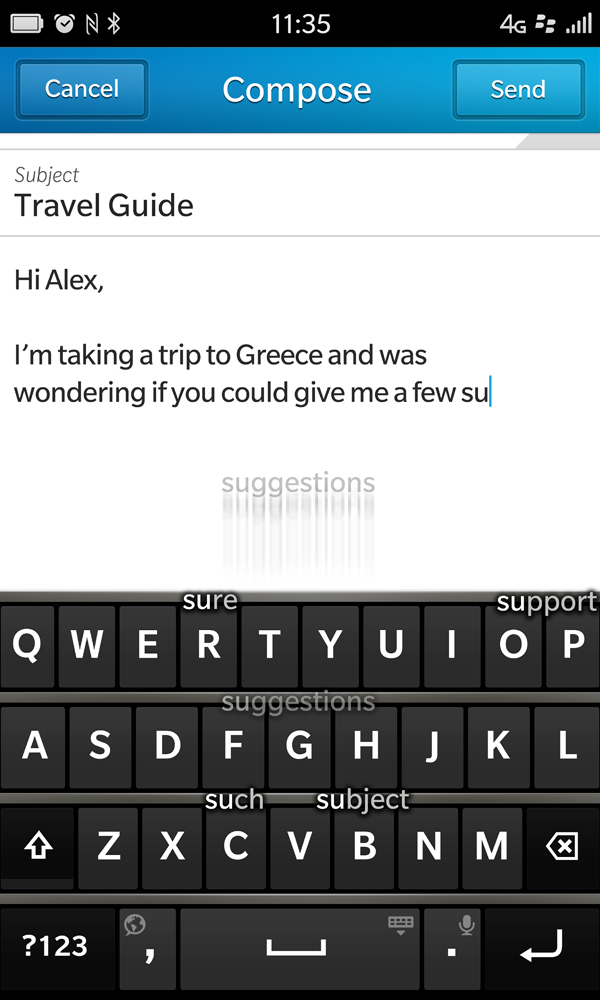 11:35
4G
Cancel
Compose
Send
Subject
Travel Guide
Hi Alex,
I'm taking a trip to Greece and was
wondering if you could give me a few su
suggestions
sure
support
Q W E R T Y U I O P
suggestions
A S D F G H J K L
such
subject
Z X C V B N M
?123 , .